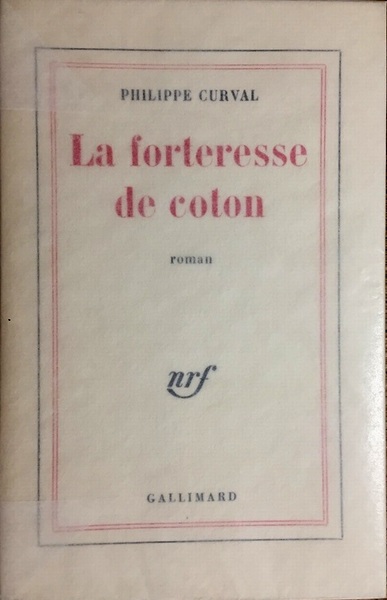 PHILIPPE CURVAL
La forteresse
de coton
roman
nrf
GALLIMARD